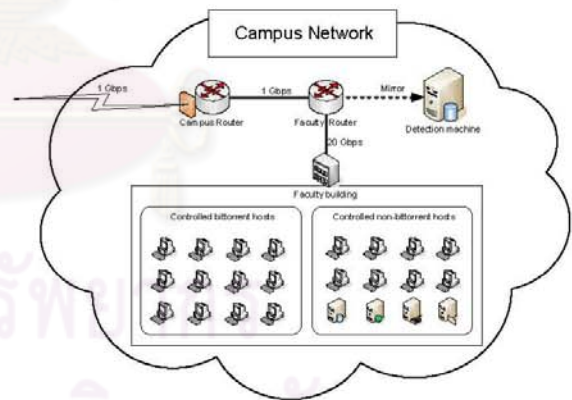 Campus Network
1 Gbps
1 Gbps
Mirror
Campus Router
Faculty Router
Detection machine
20 Gbps
Faculty building
Controlled bittorrent hosts
Controlled non-bittorrent hosts